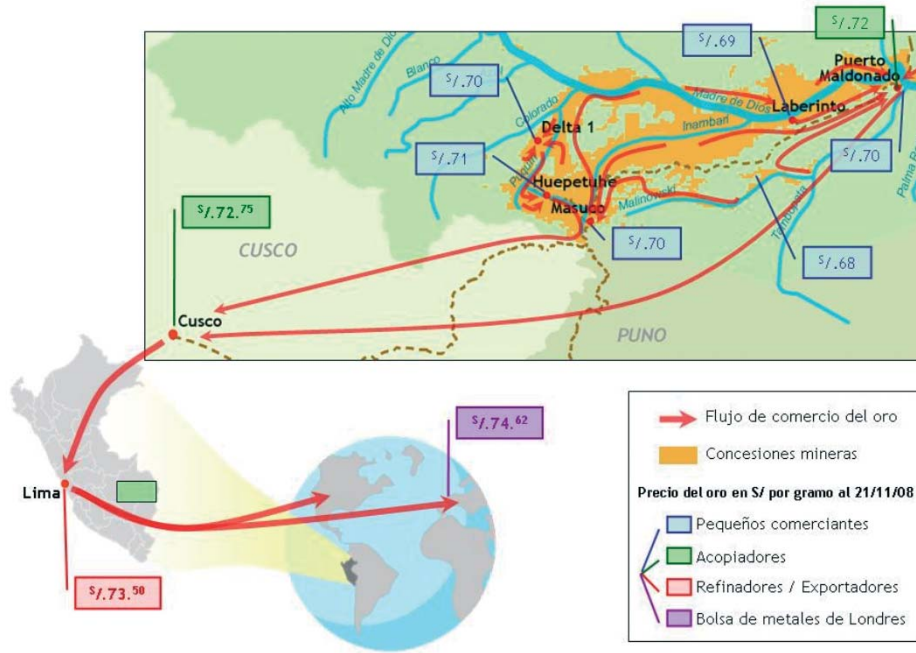 S/.72
S/.69
S/.70
Alto Madre de Dios
Blanco
Colorado
Puerto
Maldonado
Madre de Dios
Laberinto
Inambari
Delta 1
S/.71
Puquiri
Huepetuhe
Masuco
Malinowski
S/.70
S/.70
Tambopata
S/.68
S/.72.75
CUSCO
Cusco
PUNO
S/.74.62
Lima
S/.73.50
Flujo de comercio del oro
Concesiones mineras
Precio del oro en S/ por gramo al 21/11/08
Pequeños comerciantes
Acopiadores
Refinadores / Exportadores
Bolsa de metales de Londres